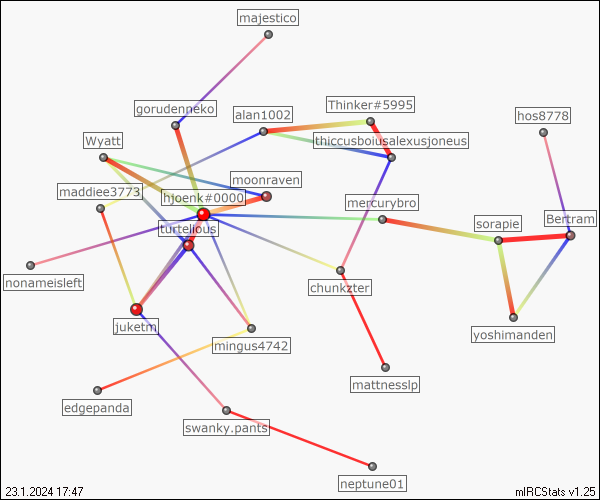 majestico
gorudenneko
alan1002
Thinker#5995
hos8778
Wyatt
thiccusboiusalexusjoneus
moonraven
maddiee3773
hjoenk#0000
mercurybro
sorapie
Bertram
turtelious
nonameisleft
chunkzter
juketm
yoshimanden
mingus4742
mattnesslp
edgepanda
swanky.pants
neptune01
23.1.2024 17:47
mIRCStats v1.25